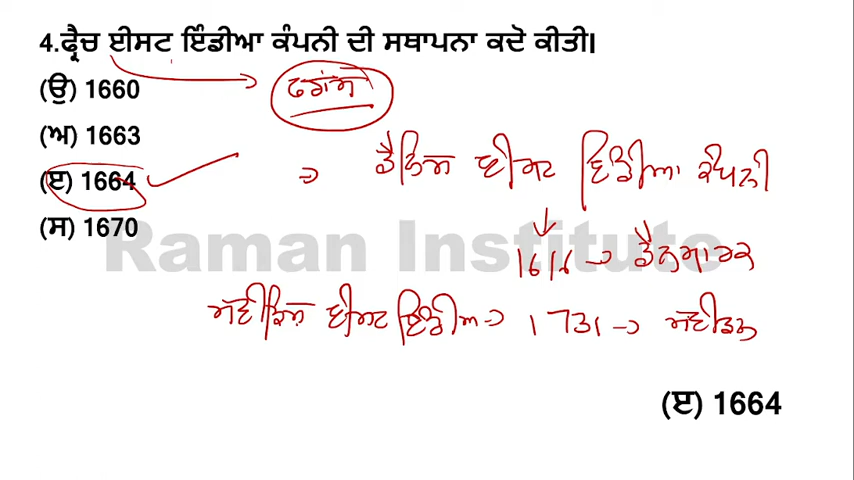 4.ਫ੍ਰੈਚ ਈਸਟ ਇੰਡੀਆ ਕੰਪਨੀ ਦੀ ਸਥਾਪਨਾ ਕਦੋ ਕੀਤੀ।
(ੳ) 1660
ਫਰਾਂਸ
(ਅ) 1663
(ੲ) 1664
ਡੈਨਿਸ਼ ਈਸਟ ਇੰਡੀਆ ਕੰਪਨੀ
(ਸ) 1670
Raman Institute
1616 → ਡੈਨਮਾਰਕ
ਸਵੀਡਿਸ਼ ਈਸਟ ਇੰਡੀਆ → 1731 → ਸਵੀਡਨ
(ੲ) 1664